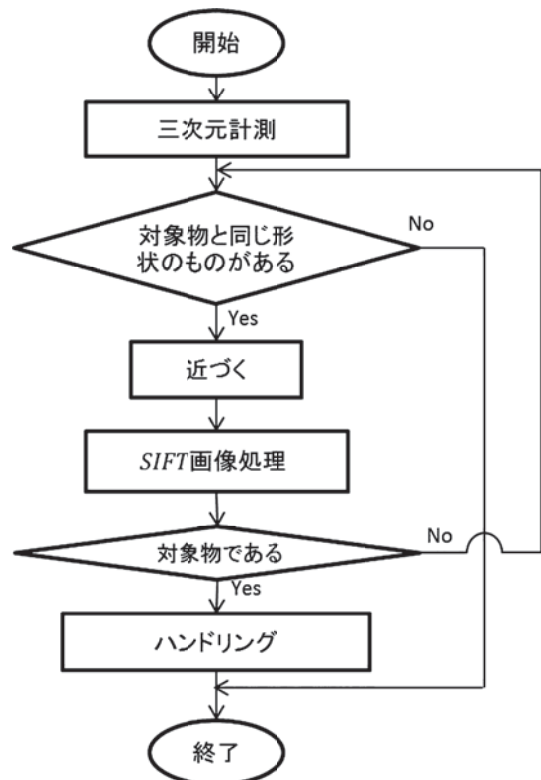 開始
三次元計測
対象物と同じ形
状のものがある
No
Yes
近づく
SIFT画像処理
対象物である
No
Yes
ハンドリング
終了